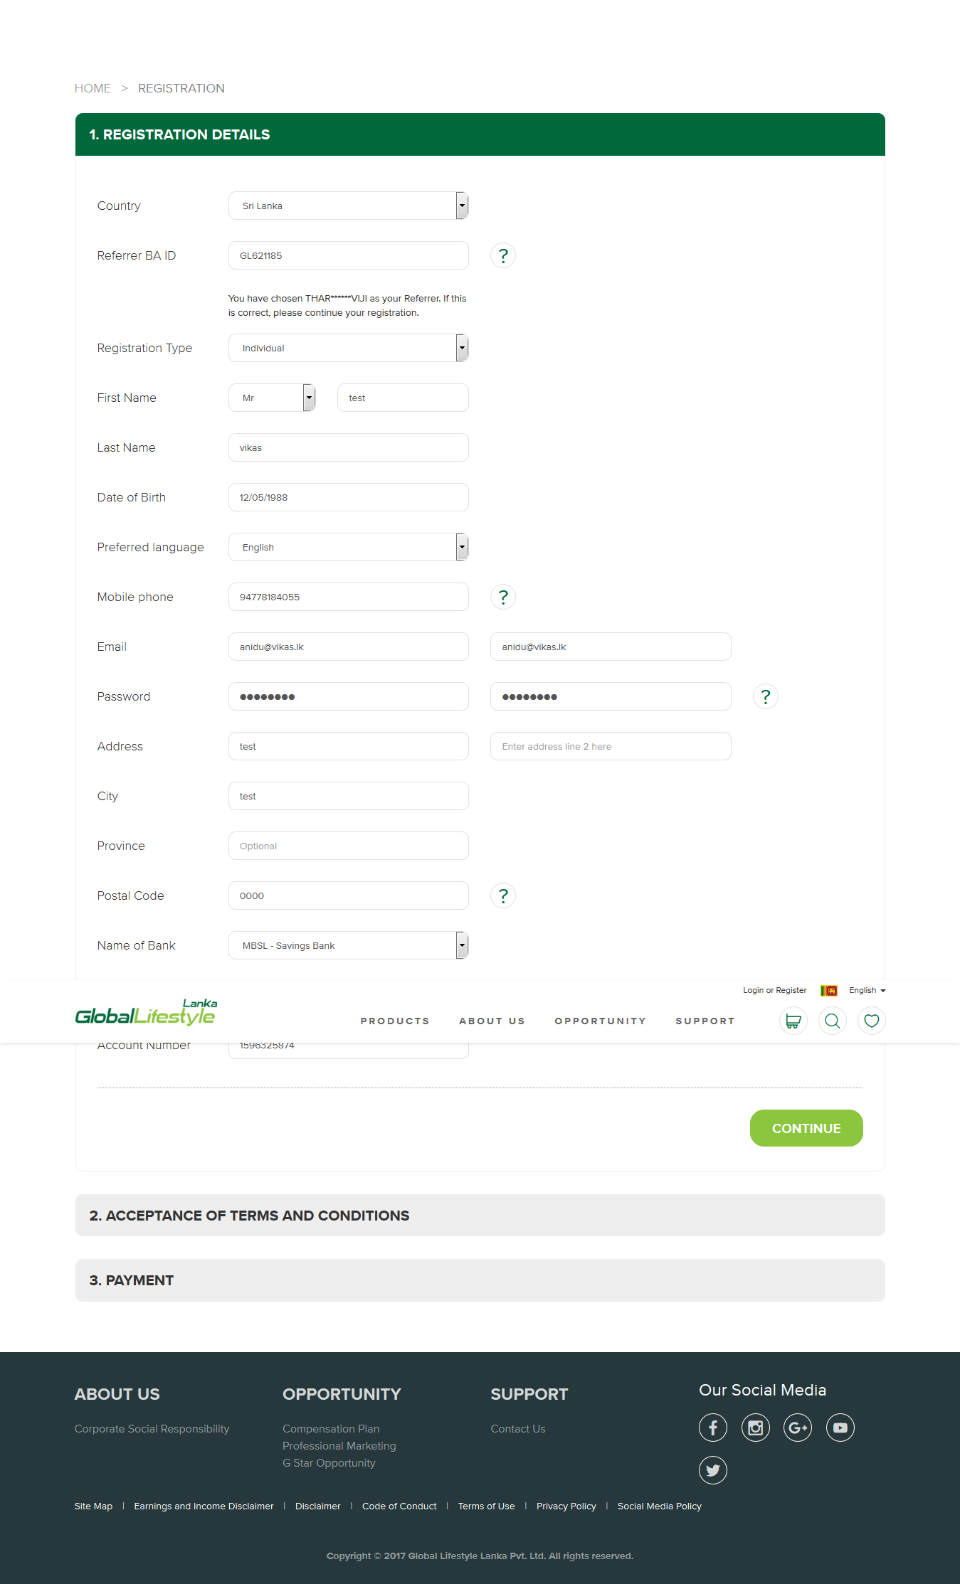 HOME > REGISTRATION
1. REGISTRATION DETAILS
Country Sri Lanka
Referrer BA ID GL621185 ?
You have chosen THAR******VIJI as your Referrer. If this
is correct, please continue your registration.
Registration Type Individual
First Name Mr test
Last Name vikas
Date of Birth 12/05/1988
Preferred language English
Mobile phone 94778184055 ?
Email anidu@vikas.lk anidu@vikas.lk
Password ●●●●●●●● ●●●●●●●● ?
Address test Enter address line 2 here
City test
Province Optional
Postal Code 0000 ?
Name of Bank MBSL - Savings Bank
Login or Register English
GlobalLifestyle Lanka
PRODUCTS ABOUT US OPPORTUNITY SUPPORT
Account Number 1596325874
CONTINUE
2. ACCEPTANCE OF TERMS AND CONDITIONS
3. PAYMENT
ABOUT US
Corporate Social Responsibility
OPPORTUNITY
Compensation Plan
Professional Marketing
G Star Opportunity
SUPPORT
Contact Us
Our Social Media
Site Map | Earnings and Income Disclaimer | Disclaimer | Code of Conduct | Terms of Use | Privacy Policy | Social Media Policy
Copyright © 2017 Global Lifestyle Lanka Pvt. Ltd. All rights reserved.